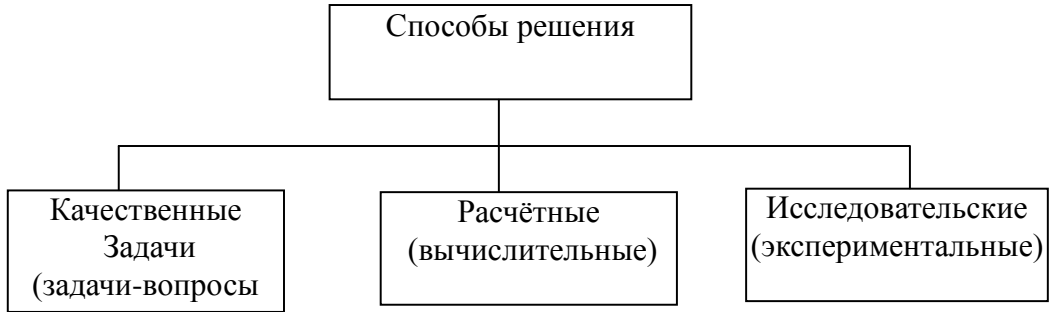 Способы решения
Качественные
Задачи
(задачи-вопросы
Расчётные
(вычислительные)
Исследовательские
(экспериментальные)